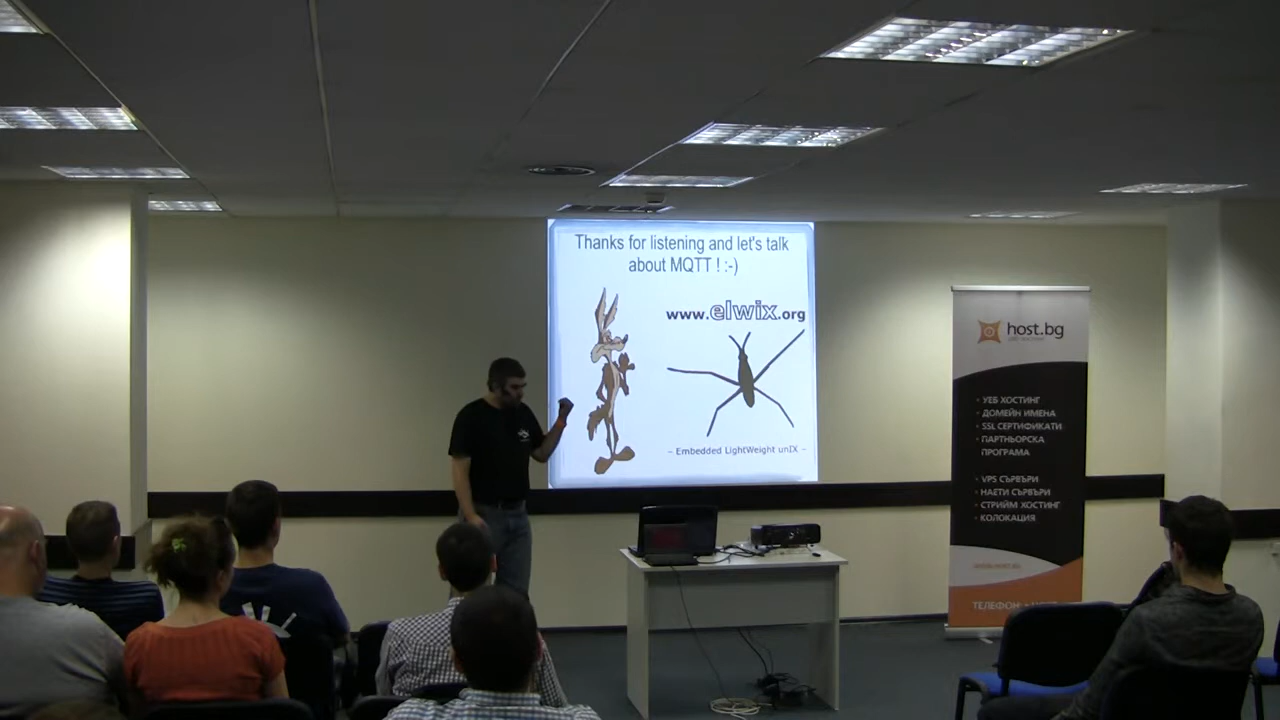 Thanks for listening and let's talk
about MQTT ! :-)
www.elwix.org
~ Embedded LightWeight unIX ~
host.bg
• УЕБ ХОСТИНГ
• ДОМЕЙН ИМЕНА
• SSL СЕРТИФИКАТИ
• ПАРТНЬОРСКА
ПРОГРАМА
• VPS СЪРВЪРИ
• НАЕТИ СЪРВЪРИ
• СТРИЙМ ХОСТИНГ
• КОЛОКАЦИЯ
ТЕЛЕФОН